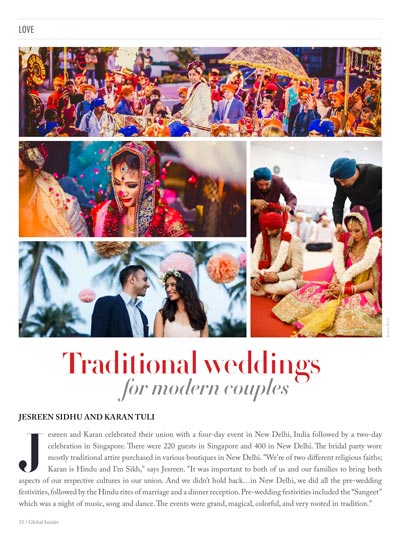 LOVE
Traditional weddings
for modern couples
JESREEN SIDHU AND KARAN TULI
Jesreen and Karan celebrated their union with a four-day event in New Delhi, India followed by a two-day
celebration in Singapore. There were 220 guests in Singapore and 400 in New Delhi. The bridal party wore
mostly traditional attire purchased in various boutiques in New Delhi. "We're of two different religious faiths;
Karan is Hindu and I'm Sikh," says Jesreen. "It was important to both of us and our families to bring both
aspects of our respective cultures in our union. And we didn't hold back…in New Delhi, we did all the pre-wedding
festivities, followed by the Hindu rites of marriage and a dinner reception. Pre-wedding festivities included the "Sangeet"
which was a night of music, song and dance. The events were grand, magical, colorful, and very rooted in tradition."
/ Global Insider